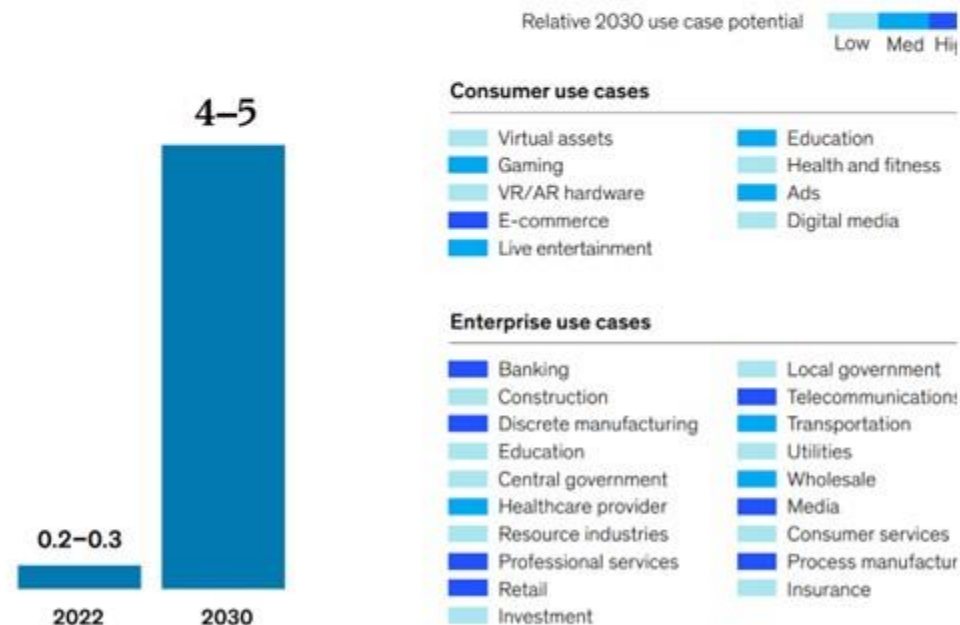 Relative 2030 use case potential
Low Med
4–5
0.2–0.3
2022 2030
Consumer use cases
Virtual assets
Gaming
VR/AR hardware
E-commerce
Live entertainment
Education
Health and fitness
Ads
Digital media
Enterprise use cases
Banking
Construction
Discrete manufacturing
Education
Central government
Healthcare provider
Resource industries
Professional services
Retail
Investment
Local government
Telecommunications
Transportation
Utilities
Wholesale
Media
Consumer services
Process manufactur
Insurance